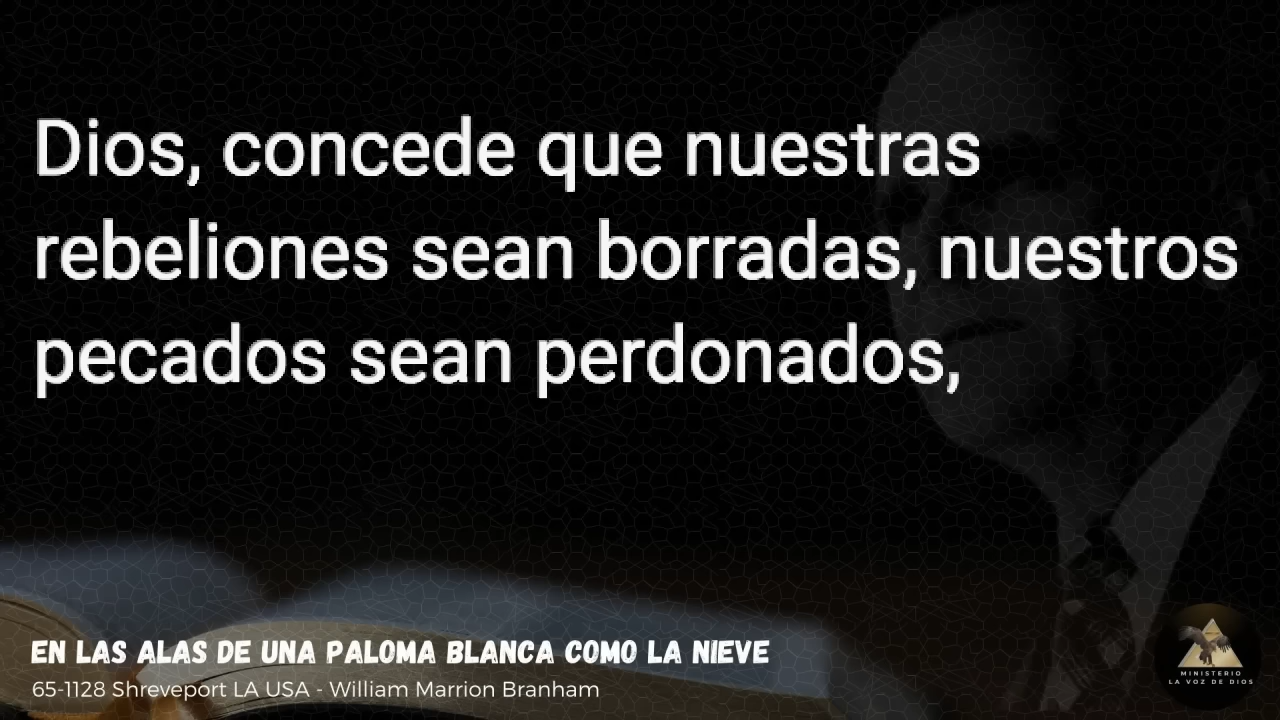 Dios, concede que nuestras
rebeliones sean borradas, nuestros
pecados sean perdonados,
EN LAS ALAS DE UNA PALOMA BLANCA COMO LA NIEVE
65-1128 Shreveport LA USA - William Marrion Branham
MINISTERIO
LA VOZ DE DIOS